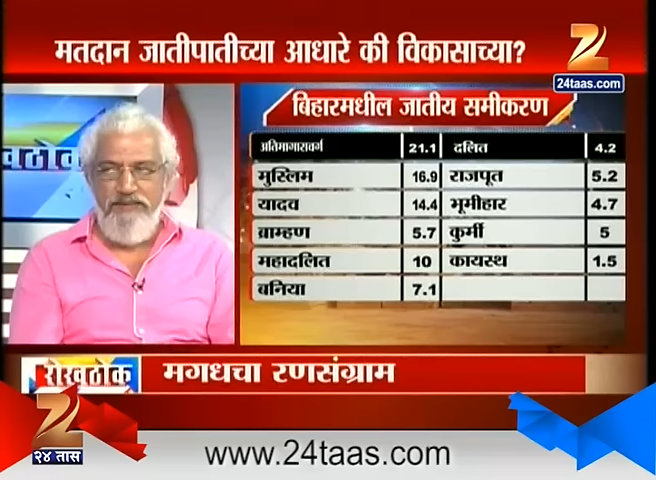 मतदान जातीपातीच्या आधारे की विकासाच्या?
24taas.com
बिहारमधील जातीय समीकरण
अतिमागासवर्ग 21.1 दलित 4.2
मुस्लिम 16.9 राजपूत 5.2
यादव 14.4 भूमीहार 4.7
ब्राम्हण 5.7 कुर्मी 5
महादलित 10 कायस्थ 1.5
बनिया 7.1
रोखठोक मगधचा रणसंग्राम
२४ तास
www.24taas.com